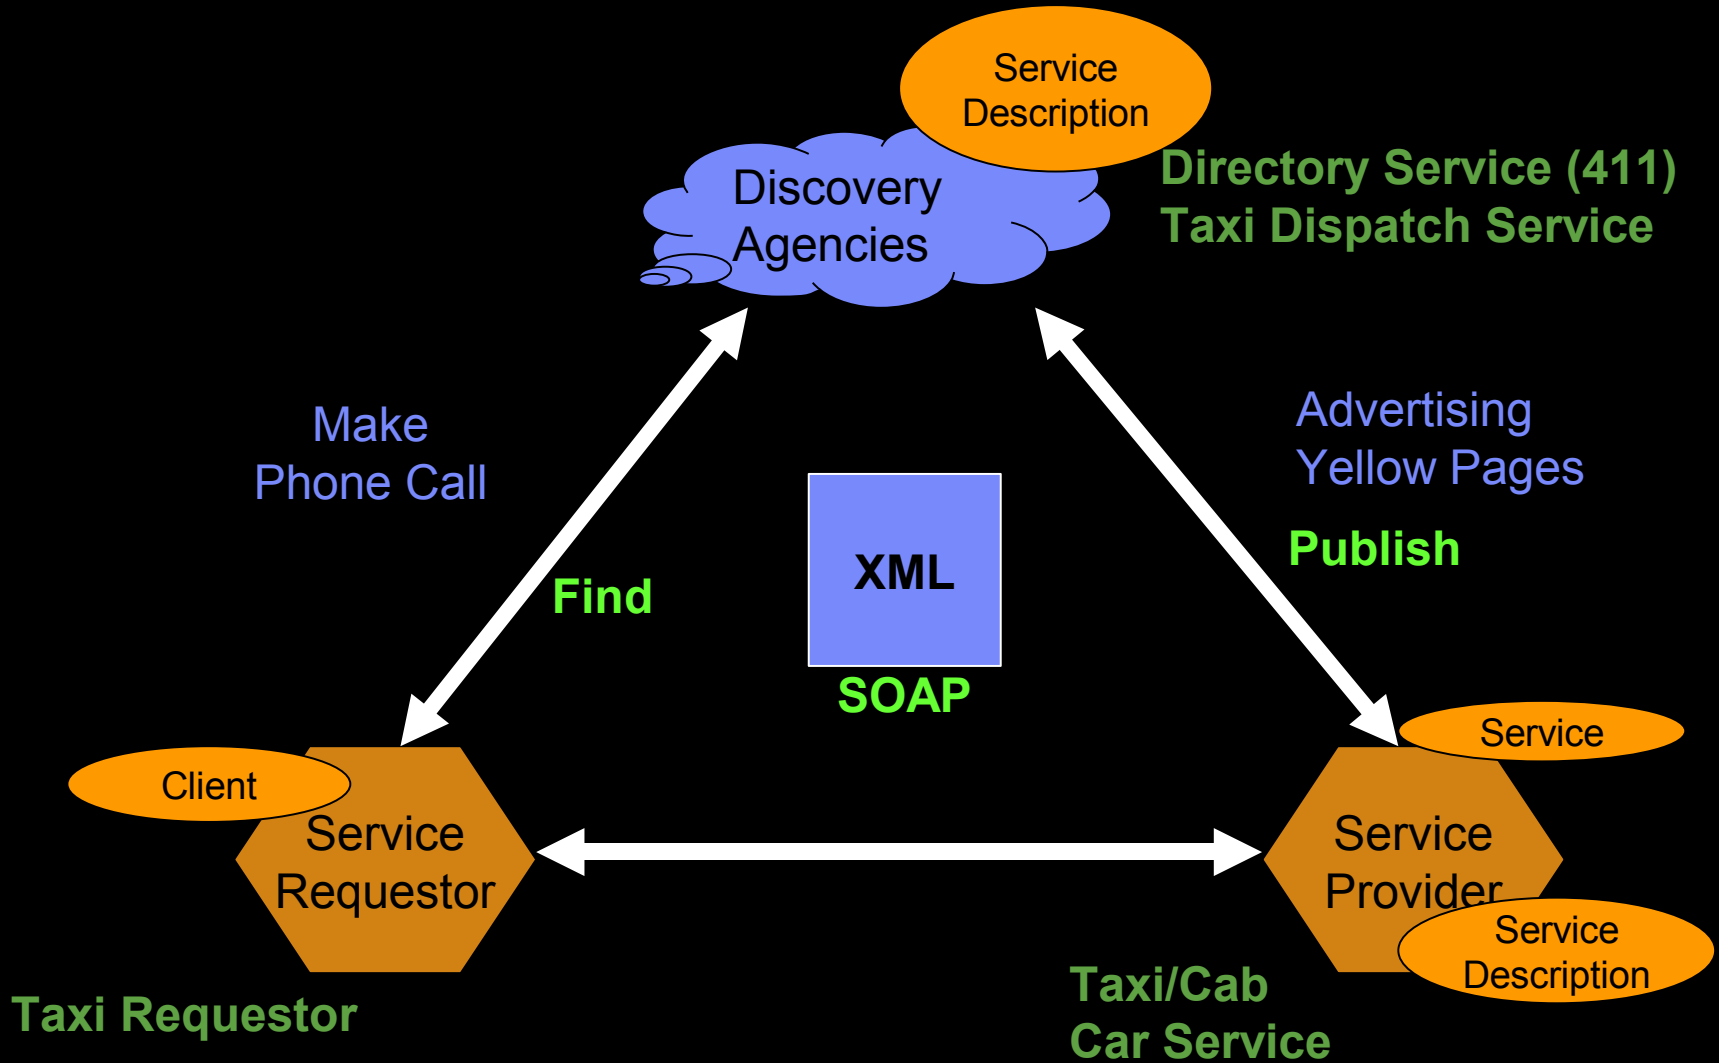 Service
Description
Discovery
Agencies
Directory Service (411)
Taxi Dispatch Service
Make
Phone Call
Advertising
Yellow Pages
Find
XML
SOAP
Publish
Client
Service
Requestor
Service
Service
Provider
Service
Description
Taxi Requestor
Taxi/Cab
Car Service